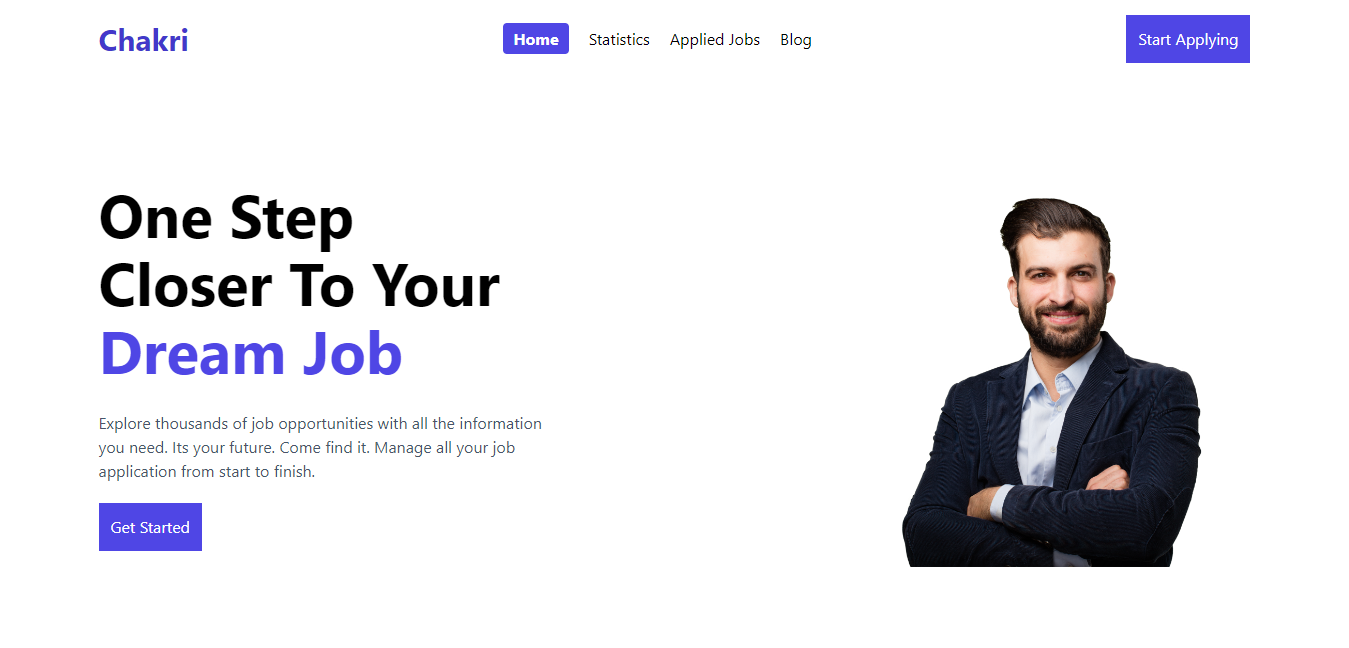 Chakri
Home
Statistics
Applied Jobs
Blog
Start Applying
One Step
Closer To Your
Dream Job
Explore thousands of job opportunities with all the information
you need. Its your future. Come find it. Manage all your job
application from start to finish.
Get Started